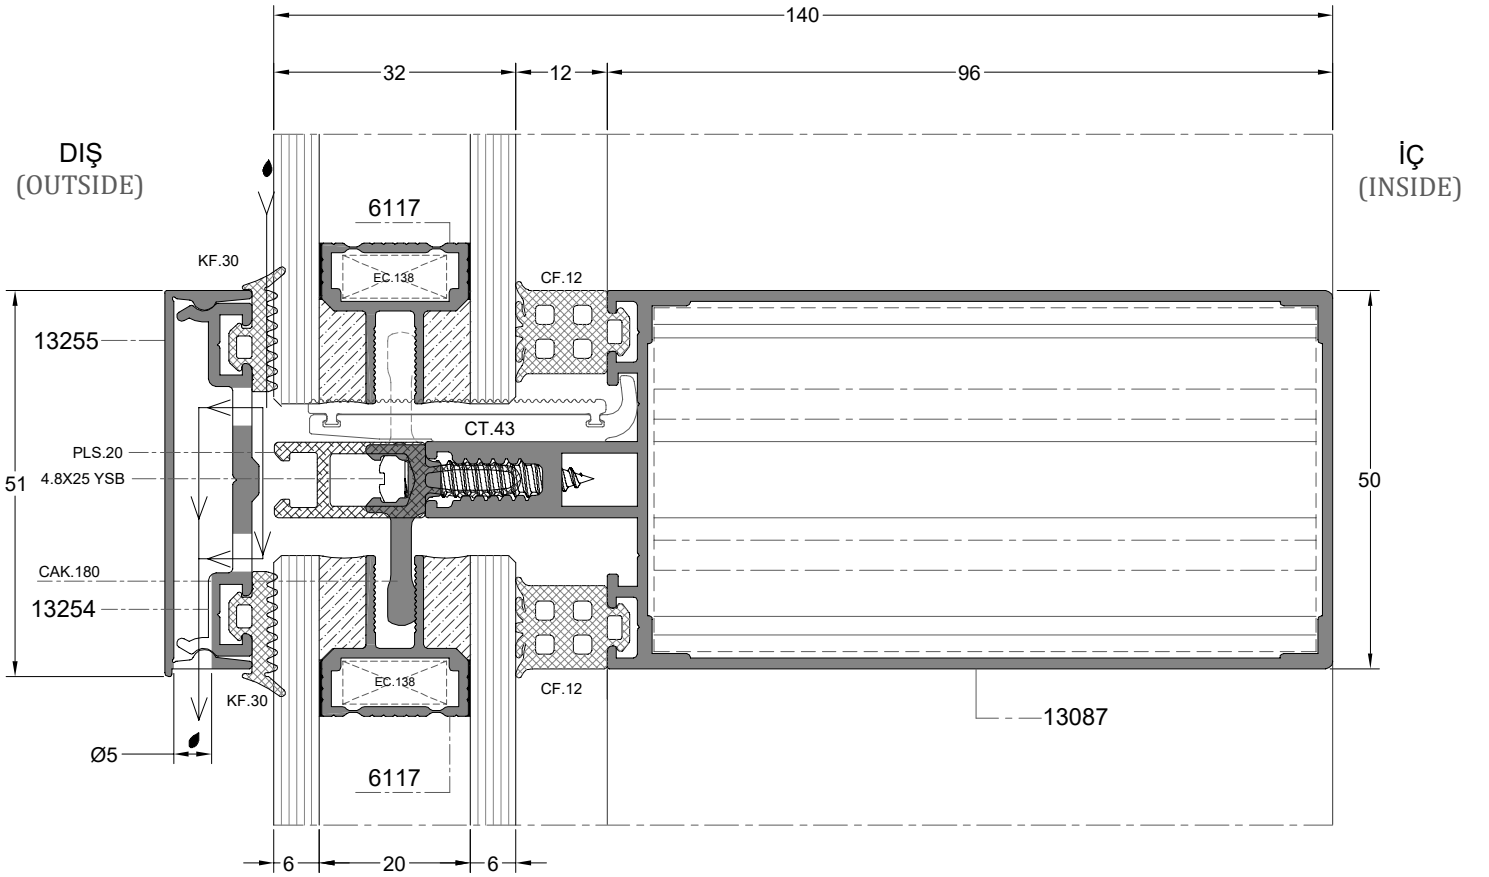 140
32
12
96
DIŞ
(OUTSIDE)
İÇ
(INSIDE)
6117
KF.30
EC.138
CF.12
13255
CT.43
PLS.20
4.8X25 YSB
51
50
CAK.180
13254
EC.138
KF.30
CF.12
13087
Ø5
6117
6
20
6